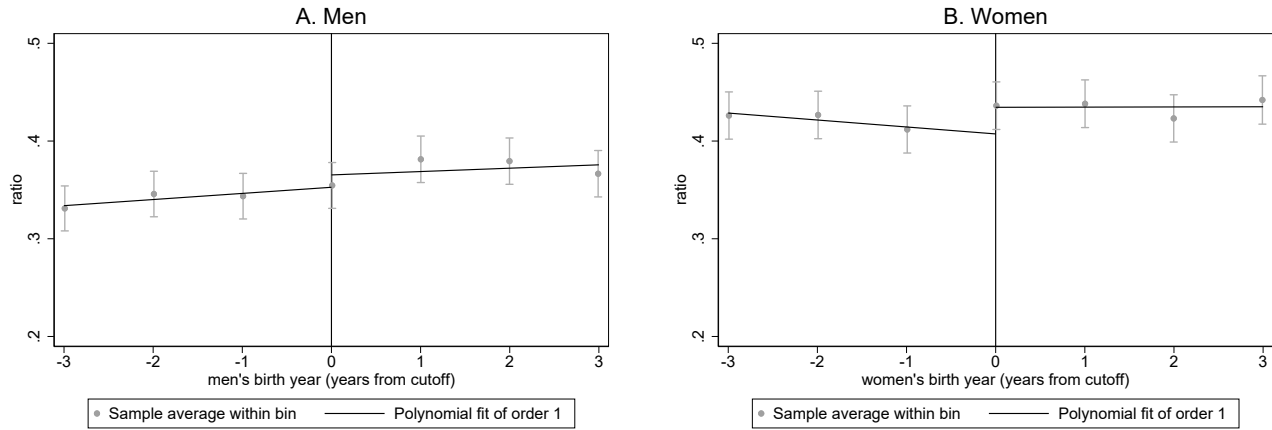 A. Men
.5
.4
.3
.2
ratio
-3 -2 -1 0 1 2 3
men's birth year (years from cutoff)
Sample average within bin Polynomial fit of order 1
B. Women
.5
.4
.3
.2
ratio
-3 -2 -1 0 1 2 3
women's birth year (years from cutoff)
Sample average within bin Polynomial fit of order 1